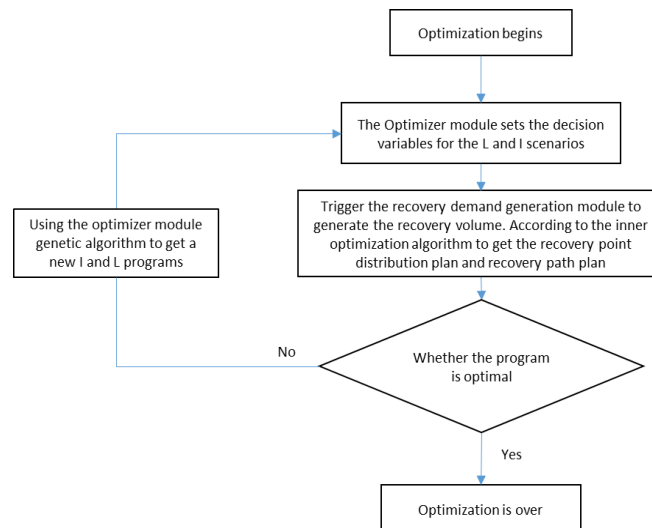 Optimization begins
The Optimizer module sets the decision
variables for the L and I scenarios
Using the optimizer module
genetic algorithm to get a
new I and L programs
Trigger the recovery demand generation module to
generate the recovery volume. According to the inner
optimization algorithm to get the recovery point
distribution plan and recovery path plan
No
Whether the program
is optimal
Yes
Optimization is over